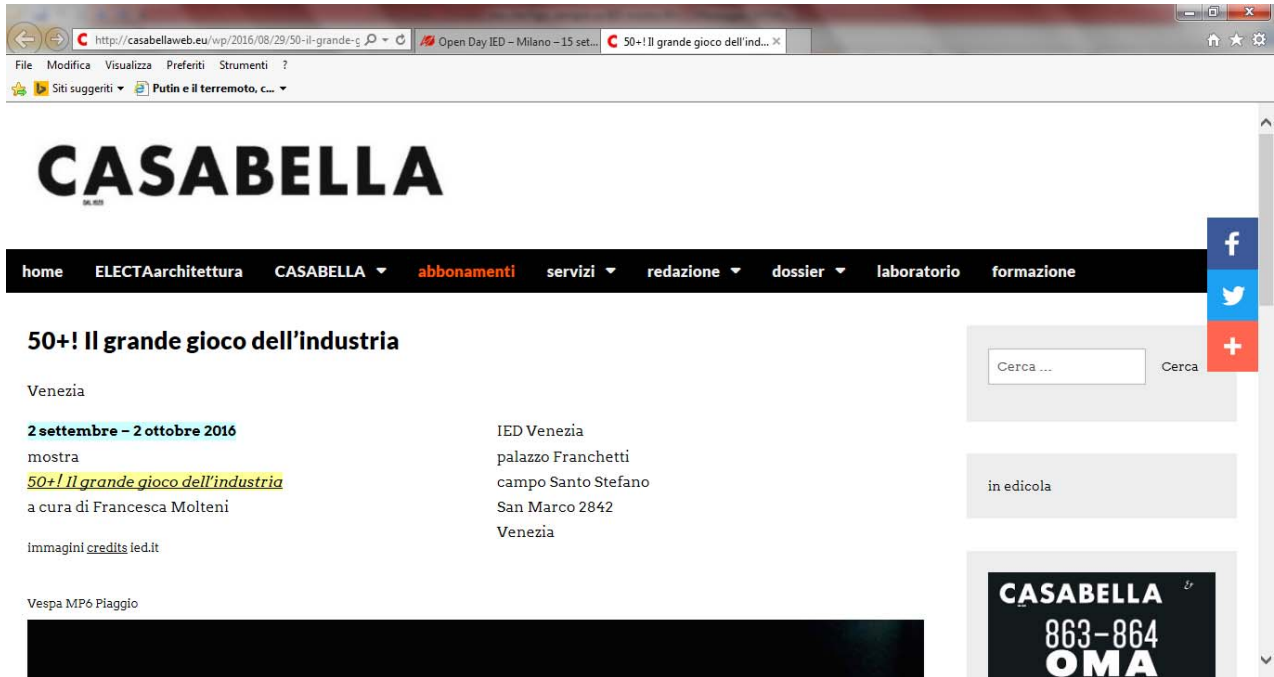 http://casabellaweb.eu/wp/2016/08/29/50-il-grande-g
Open Day IED – Milano – 15 set...
50+! Il grande gioco dell'ind...
File Modifica Visualizza Preferiti Strumenti ?
Siti suggeriti Putin e il terremoto, c...
CASABELLA
home ELECTAarchitettura CASABELLA abbonamenti servizi redazione dossier laboratorio formazione
50+! Il grande gioco dell'industria
Cerca ... Cerca
Venezia
2 settembre – 2 ottobre 2016
mostra
50+! Il grande gioco dell'industria
a cura di Francesca Molteni
immagini credits ied.it
IED Venezia
palazzo Franchetti
campo Santo Stefano
San Marco 2842
Venezia
in edicola
Vespa MP6 Piaggio
CASABELLA
863–864
OMA